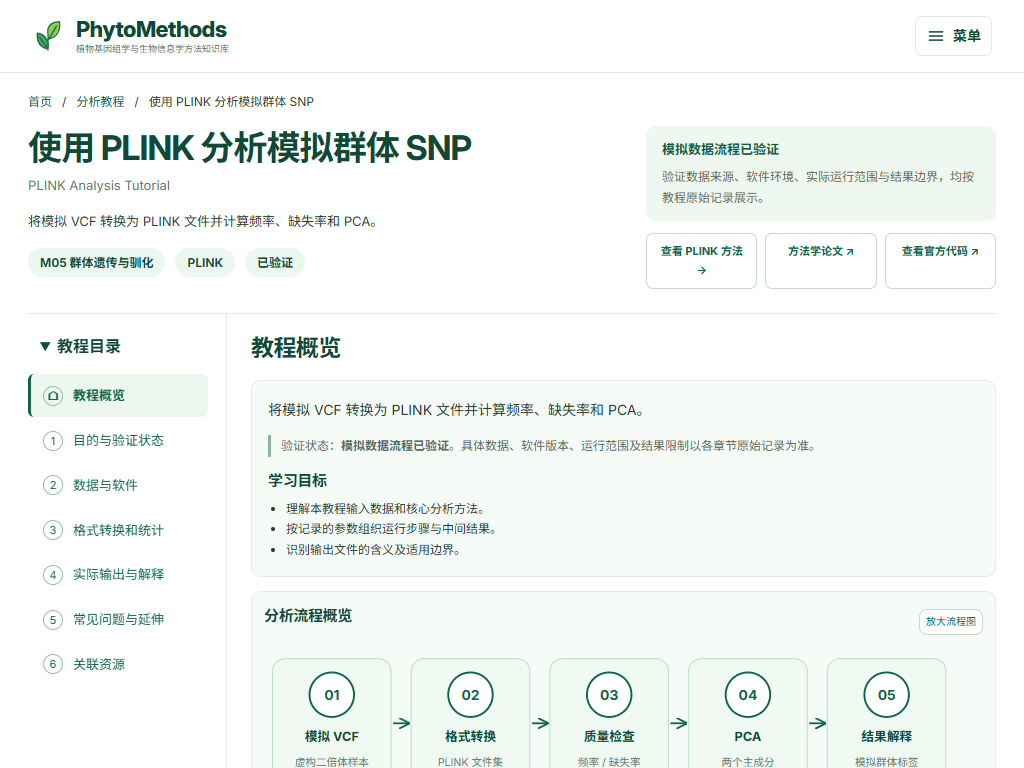 PhytoMethods
植物基因组学与生物信息学方法知识库
菜单
首页 / 分析教程 / 使用 PLINK 分析模拟群体 SNP
使用 PLINK 分析模拟群体 SNP
PLINK Analysis Tutorial
将模拟 VCF 转换为 PLINK 文件并计算频率、缺失率和 PCA。
M05 群体遗传与驯化 PLINK 已验证
模拟数据流程已验证
验证数据来源、软件环境、实际运行范围与结果边界，均按
教程原始记录展示。
查看 PLINK 方法
→
方法学论文 ↗
查看官方代码 ↗
▼ 教程目录
教程概览
1 目的与验证状态
2 数据与软件
3 格式转换和统计
4 实际输出与解释
5 常见问题与延伸
6 关联资源
教程概览
将模拟 VCF 转换为 PLINK 文件并计算频率、缺失率和 PCA。
验证状态：模拟数据流程已验证。具体数据、软件版本、运行范围及结果限制以各章节原始记录为准。
学习目标
• 理解本教程输入数据和核心分析方法。
• 按记录的参数组织运行步骤与中间结果。
• 识别输出文件的含义及适用边界。
分析流程概览
放大流程图
01
模拟 VCF
虚构二倍体样本
02
格式转换
PLINK 文件集
03
质量检查
频率 / 缺失率
04
PCA
两个主成分
05
结果解释
模拟群体标签